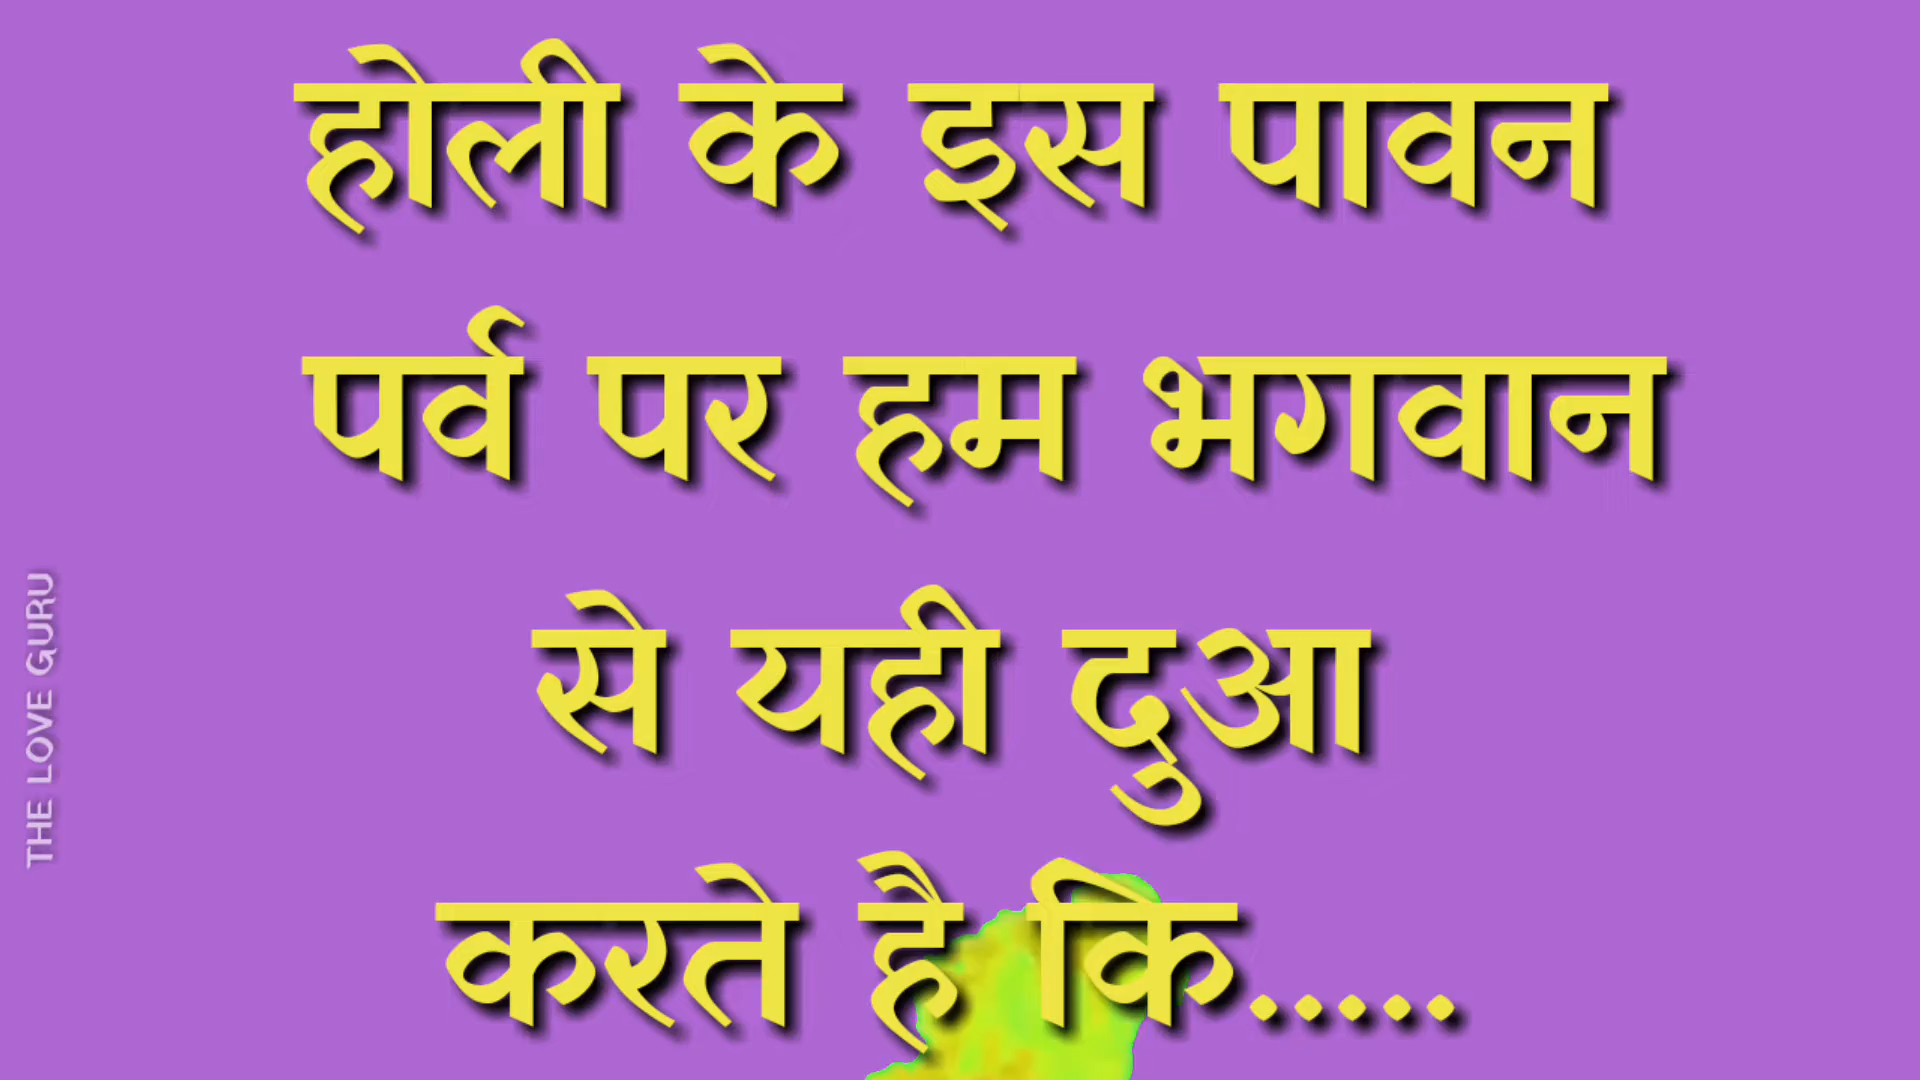 होली के इस पावन
पर्व पर हम भगवान
से यही दुआ
करते है कि.....
THE LOVE GURU